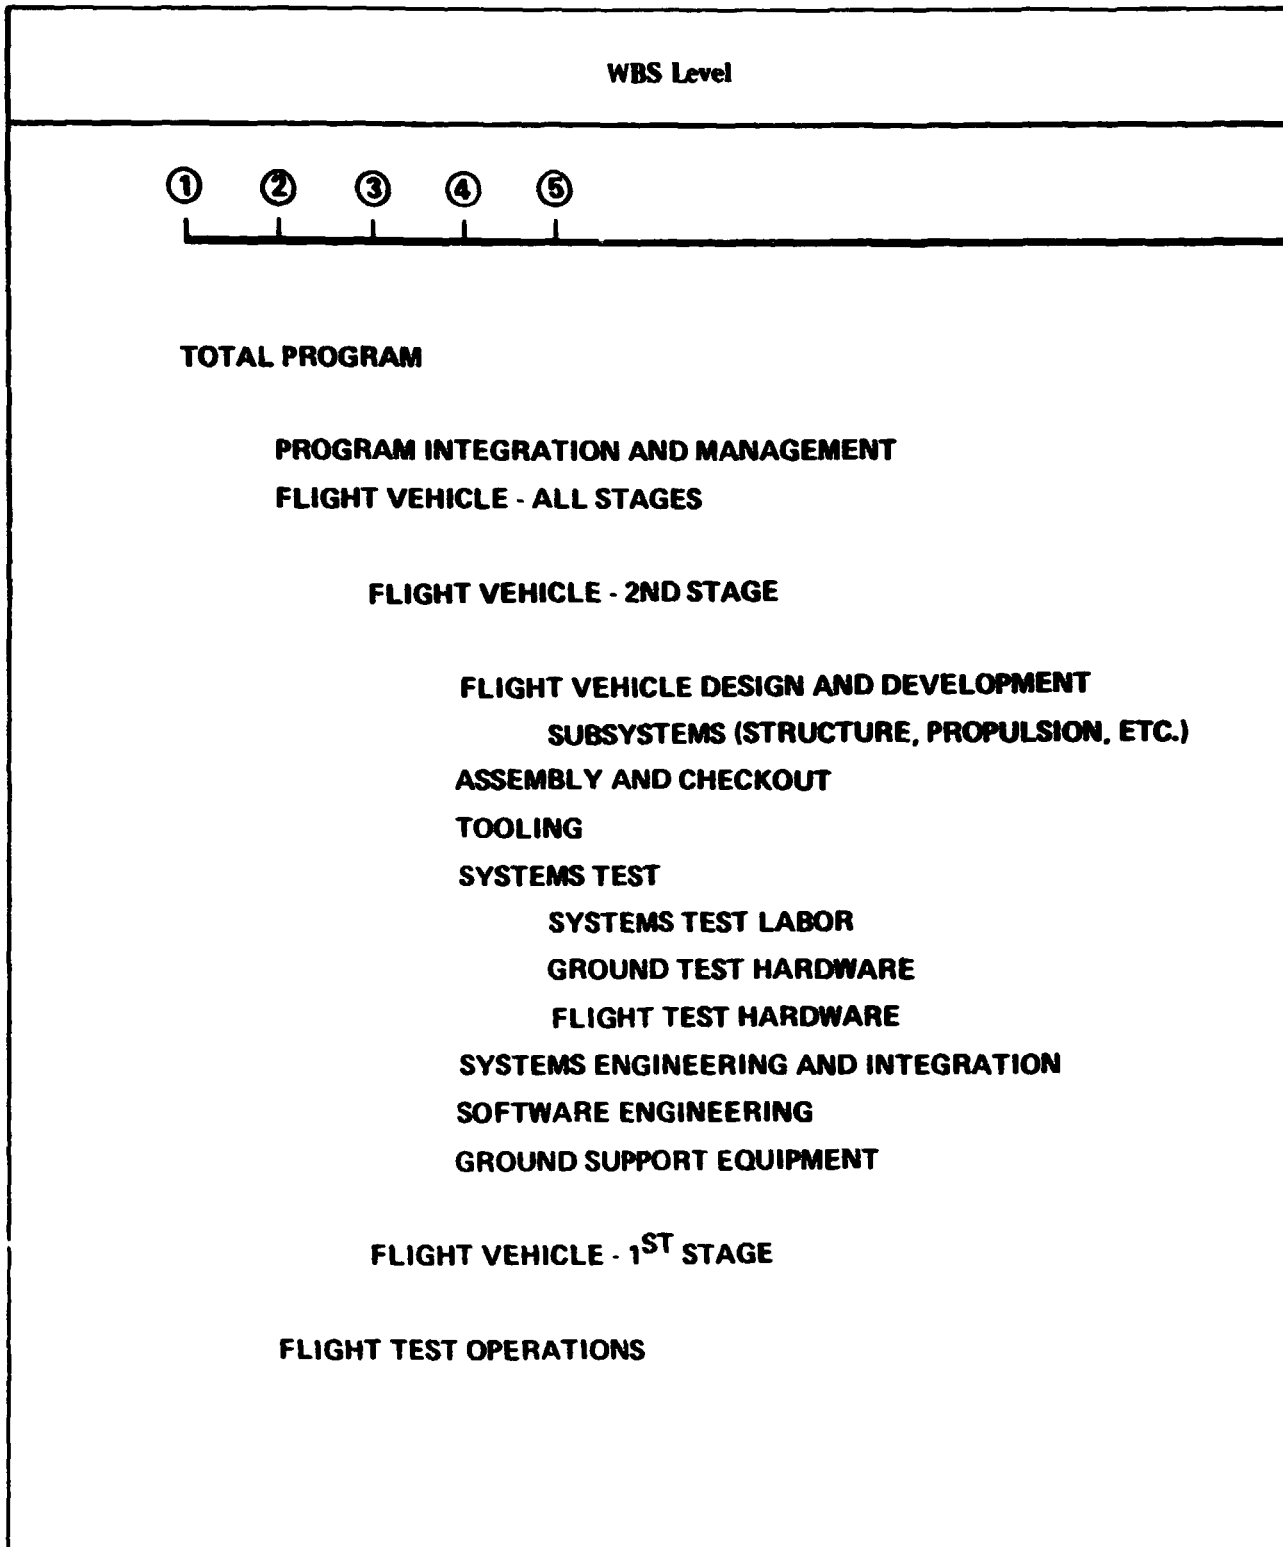 WBS Level
① ② ③ ④ ⑤
TOTAL PROGRAM
PROGRAM INTEGRATION AND MANAGEMENT
FLIGHT VEHICLE - ALL STAGES
FLIGHT VEHICLE - 2ND STAGE
FLIGHT VEHICLE DESIGN AND DEVELOPMENT
SUBSYSTEMS (STRUCTURE, PROPULSION, ETC.)
ASSEMBLY AND CHECKOUT
TOOLING
SYSTEMS TEST
SYSTEMS TEST LABOR
GROUND TEST HARDWARE
FLIGHT TEST HARDWARE
SYSTEMS ENGINEERING AND INTEGRATION
SOFTWARE ENGINEERING
GROUND SUPPORT EQUIPMENT
FLIGHT VEHICLE - 1ST STAGE
FLIGHT TEST OPERATIONS